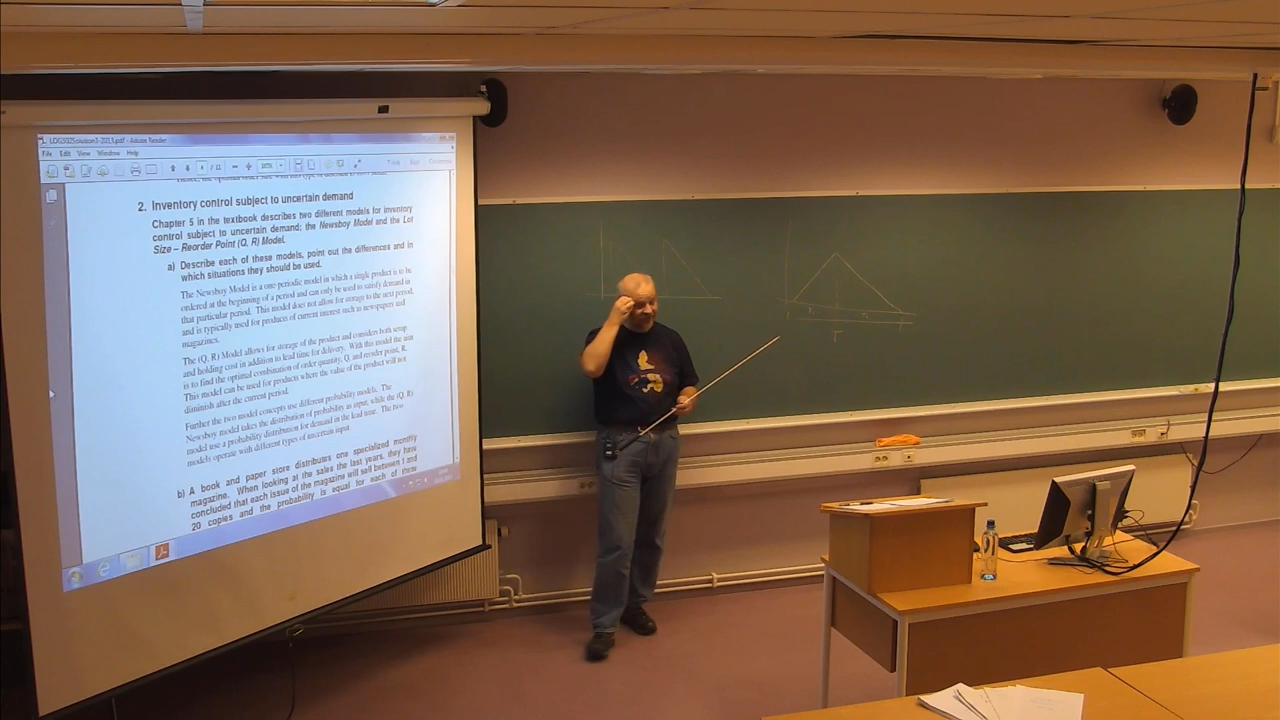 File Edit View Window Help
2. Inventory control subject to uncertain demand
Chapter 5 in the textbook describes two different models for inventory
control subject to uncertain demand; the Newsboy Model and the Lot
Size – Reorder Point (Q, R) Model.
a) Describe each of these models, point out the differences and in
which situations they should be used.
The Newsboy Model is a one-periodic model in which a single product is to be
ordered at the beginning of a period and can only be used to satisfy demand in
that particular period. This model does not allow for storage to the next period,
and is typically used for products of current interest such as newspapers and
magazines.
The (Q, R) Model allows for storage of the product and considers both setup
and holding cost in addition to lead time for delivery. With this model the aim
is to find the optimal combination of order quantity, Q, and reorder point, R.
This model can be used for products where the value of the product will not
diminish after the current period.
Further the two model concepts use different probability models. The
Newsboy model takes the distribution of probability as input, while the (Q, R)
model use a probability distribution for demand in the lead time. The two
models operate with different types of uncertain input.
b) A book and paper store distributes one specialized monthly
magazine. When looking at the sales the last years, they have
concluded that each issue of the magazine will sell between 1 and
20 copies and the probability is equal for each of these
T